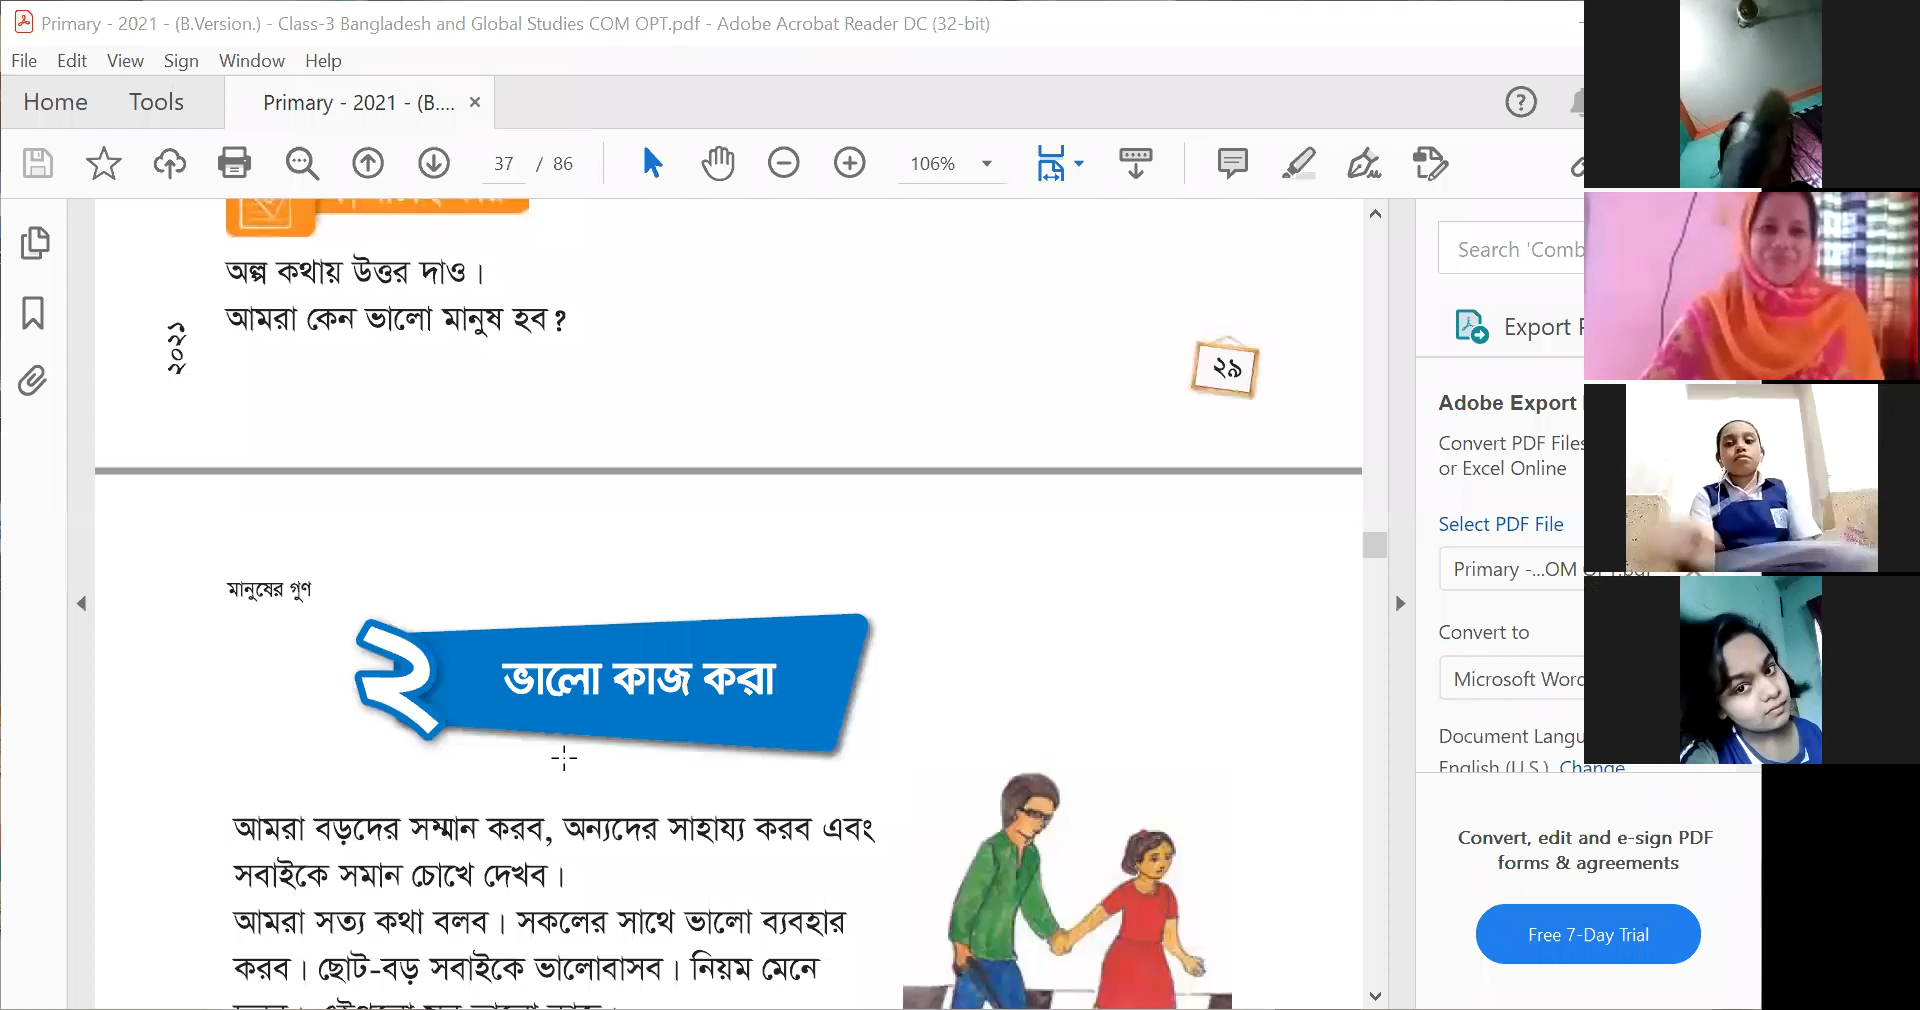 Primary - 2021 - (B.Version.) - Class-3 Bangladesh and Global Studies COM OPT.pdf - Adobe Acrobat Reader DC (32-bit)
File Edit View Sign Window Help
Home Tools Primary - 2021 - (B.... ×
37 / 86 106%
অল্প কথায় উত্তর দাও।
আমরা কেন ভালো মানুষ হব?
২০২১
২৯
মানুষের গুণ
২ ভালো কাজ করা
আমরা বড়দের সম্মান করব, অন্যদের সাহায্য করব এবং
সবাইকে সমান চোখে দেখব।
আমরা সত্য কথা বলব। সকলের সাথে ভালো ব্যবহার
করব। ছোট-বড় সবাইকে ভালোবাসব। নিয়ম মেনে
Search 'Comb
Export
Adobe Export
Convert PDF Files
or Excel Online
Select PDF File
Primary -...OM OPT.pdf
Convert to
Microsoft Word
Document Langu
English (U.S.) Change
Convert, edit and e-sign PDF
forms & agreements
Free 7-Day Trial